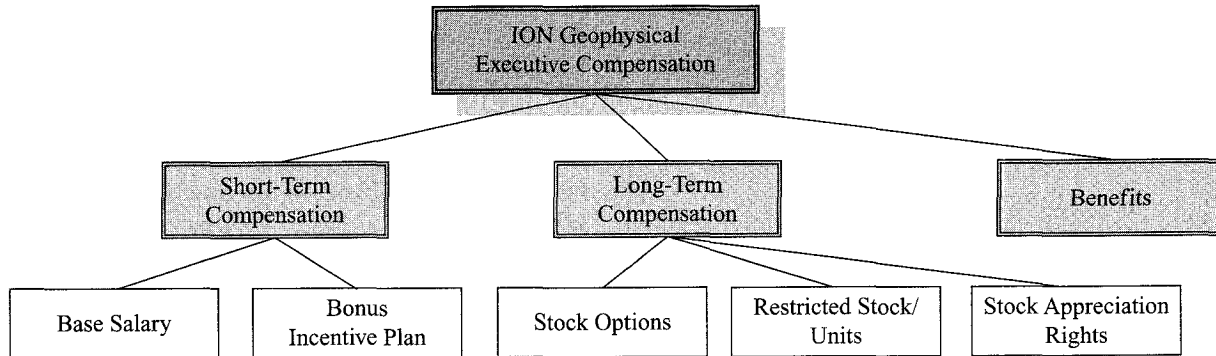 ION Geophysical
Executive Compensation
Short-Term
Compensation
Long-Term
Compensation
Benefits
Base Salary
Bonus
Incentive Plan
Stock Options
Restricted Stock/
Units
Stock Appreciation
Rights